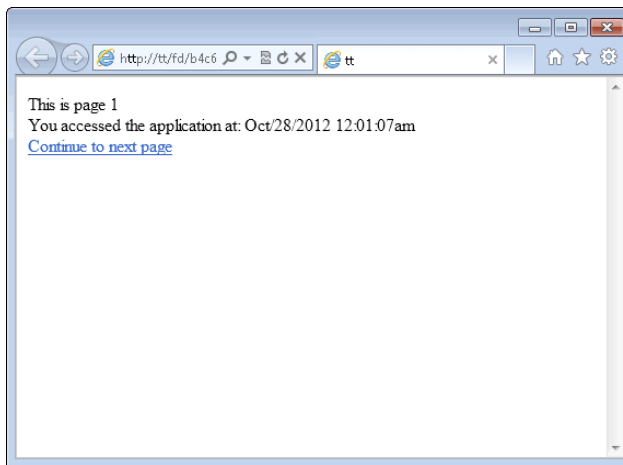 http://tt/fd/b4c6
tt
This is page 1
You accessed the application at: Oct/28/2012 12:01:07am
Continue to next page